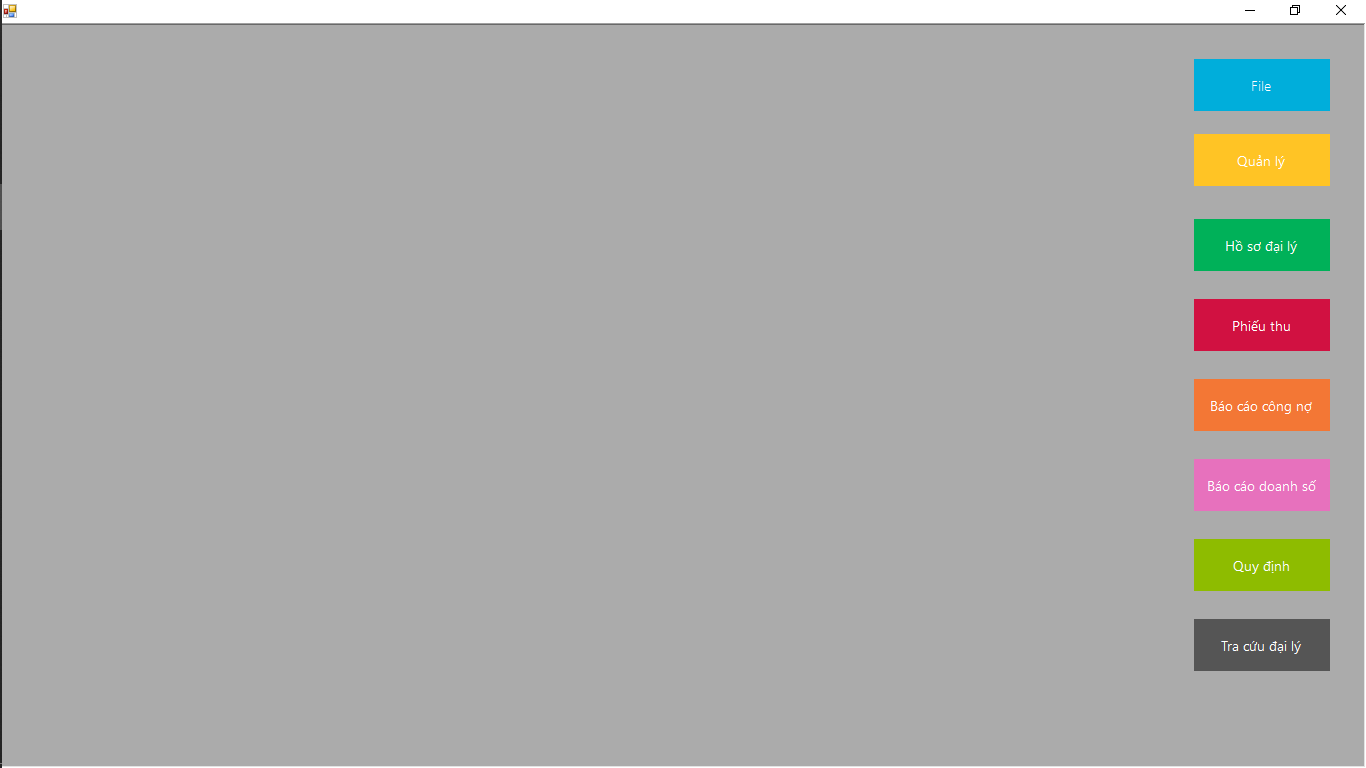 File
Quản lý
Hồ sơ đại lý
Phiếu thu
Báo cáo công nợ
Báo cáo doanh số
Quy định
Tra cứu đại lý